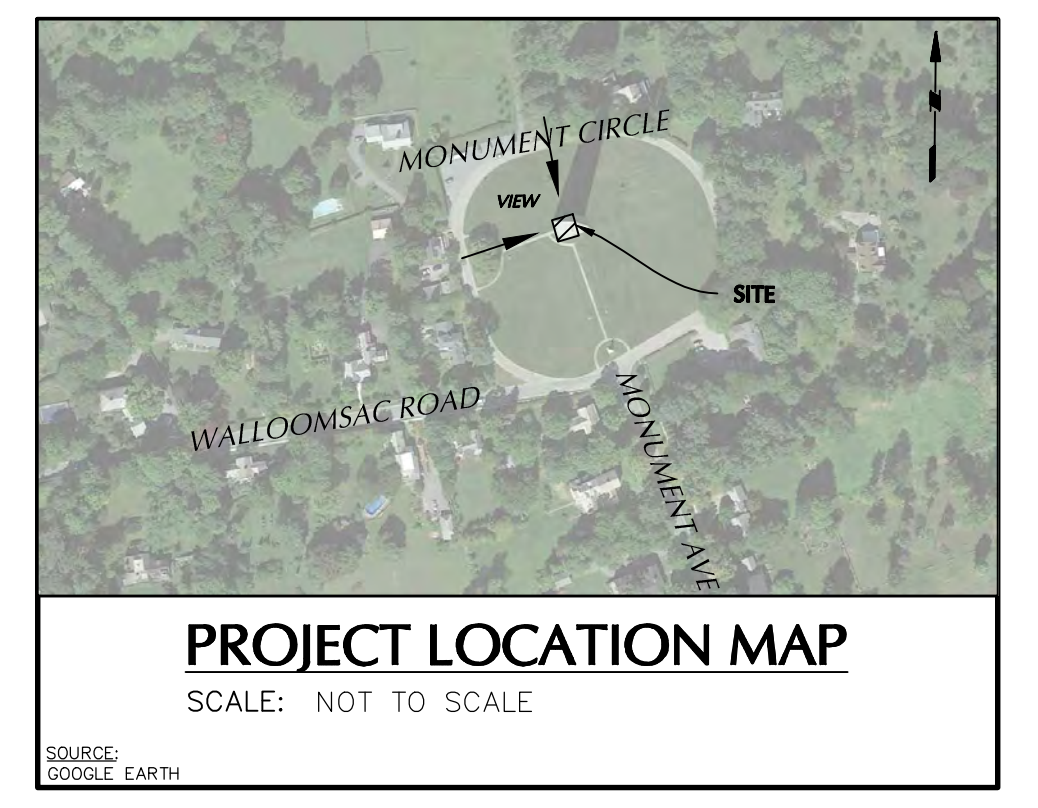 MONUMENT CIRCLE
VIEW
N
SITE
WALLOOMSAC ROAD
MONUMENT AVE
PROJECT LOCATION MAP
SCALE: NOT TO SCALE
SOURCE:
GOOGLE EARTH